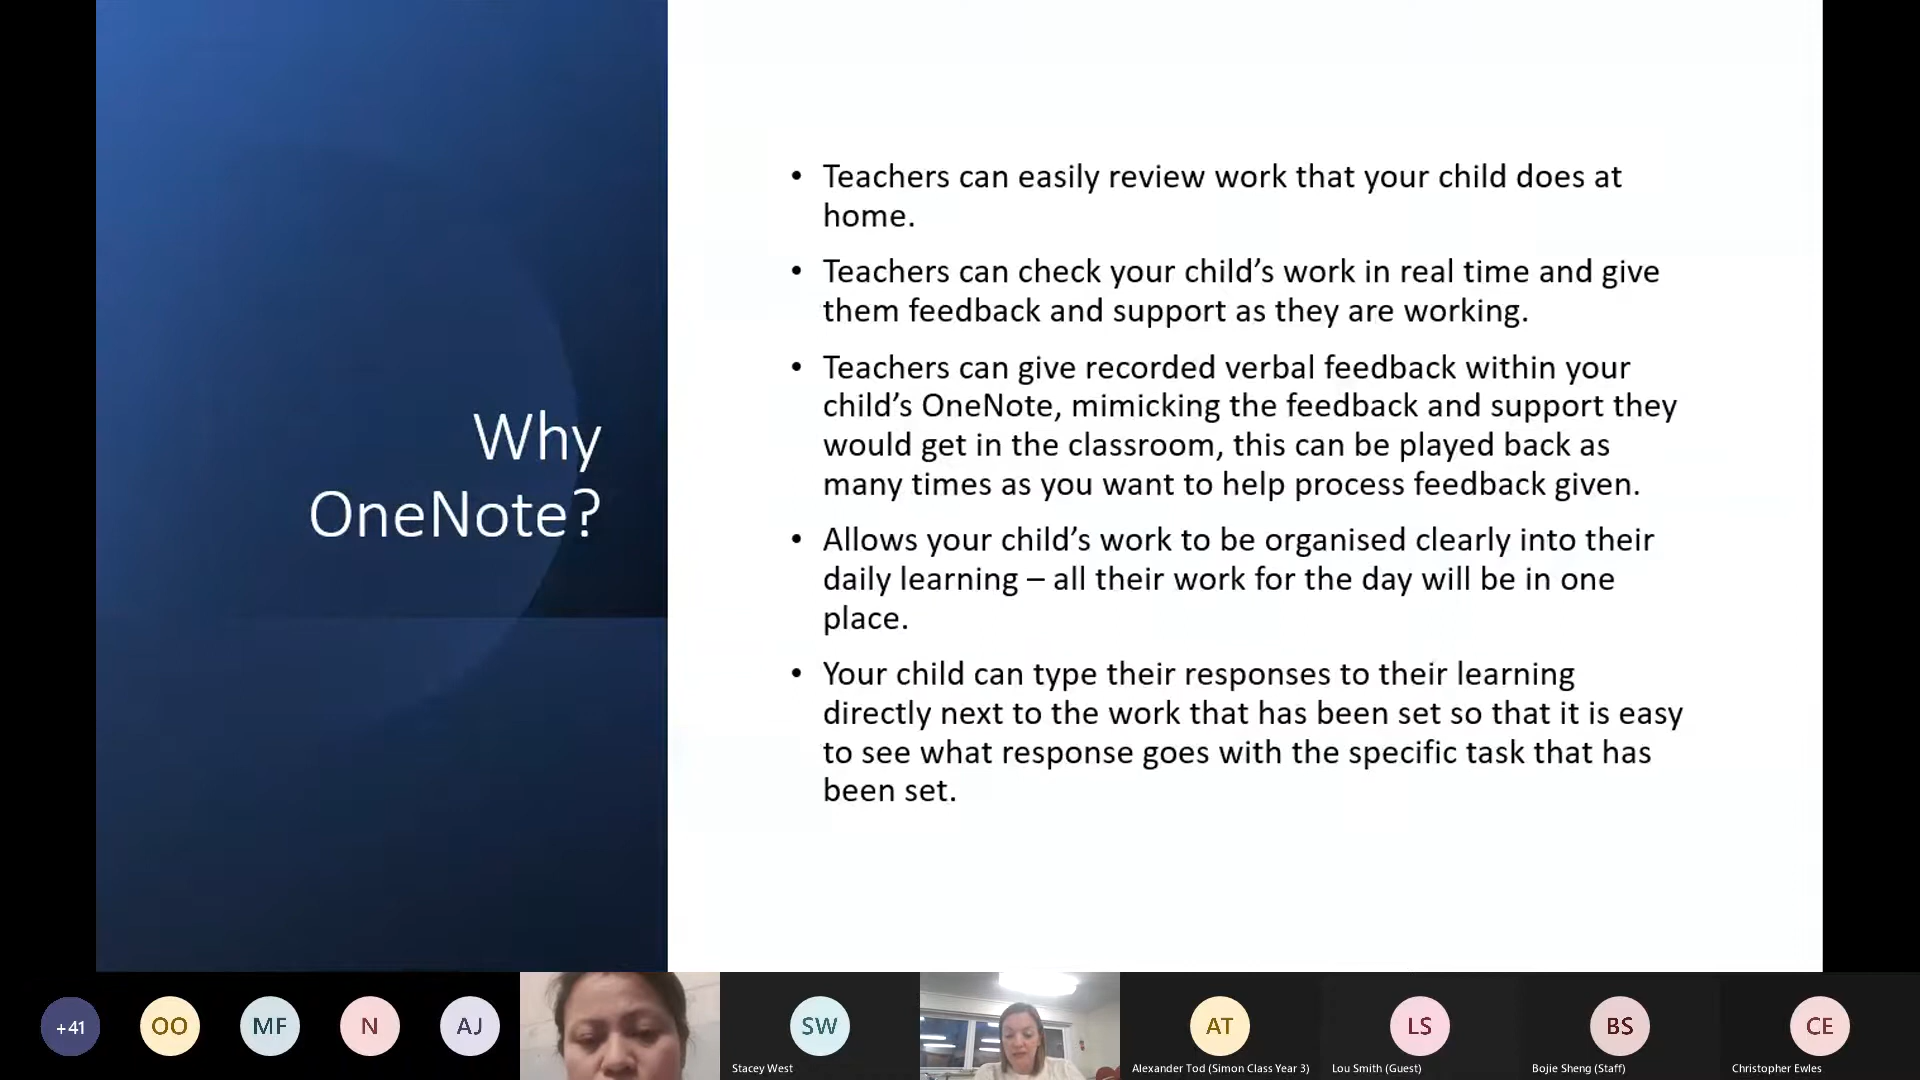 Why
OneNote?
• Teachers can easily review work that your child does at
home.
• Teachers can check your child’s work in real time and give
them feedback and support as they are working.
• Teachers can give recorded verbal feedback within your
child’s OneNote, mimicking the feedback and support they
would get in the classroom, this can be played back as
many times as you want to help process feedback given.
• Allows your child’s work to be organised clearly into their
daily learning – all their work for the day will be in one
place.
• Your child can type their responses to their learning
directly next to the work that has been set so that it is easy
to see what response goes with the specific task that has
been set.
+41
OO
MF
N
AJ
SW
Stacey West
AT
Alexander Tod (Simon Class Year 3)
LS
Lou Smith (Guest)
BS
Bojie Sheng (Staff)
CE
Christopher Ewles